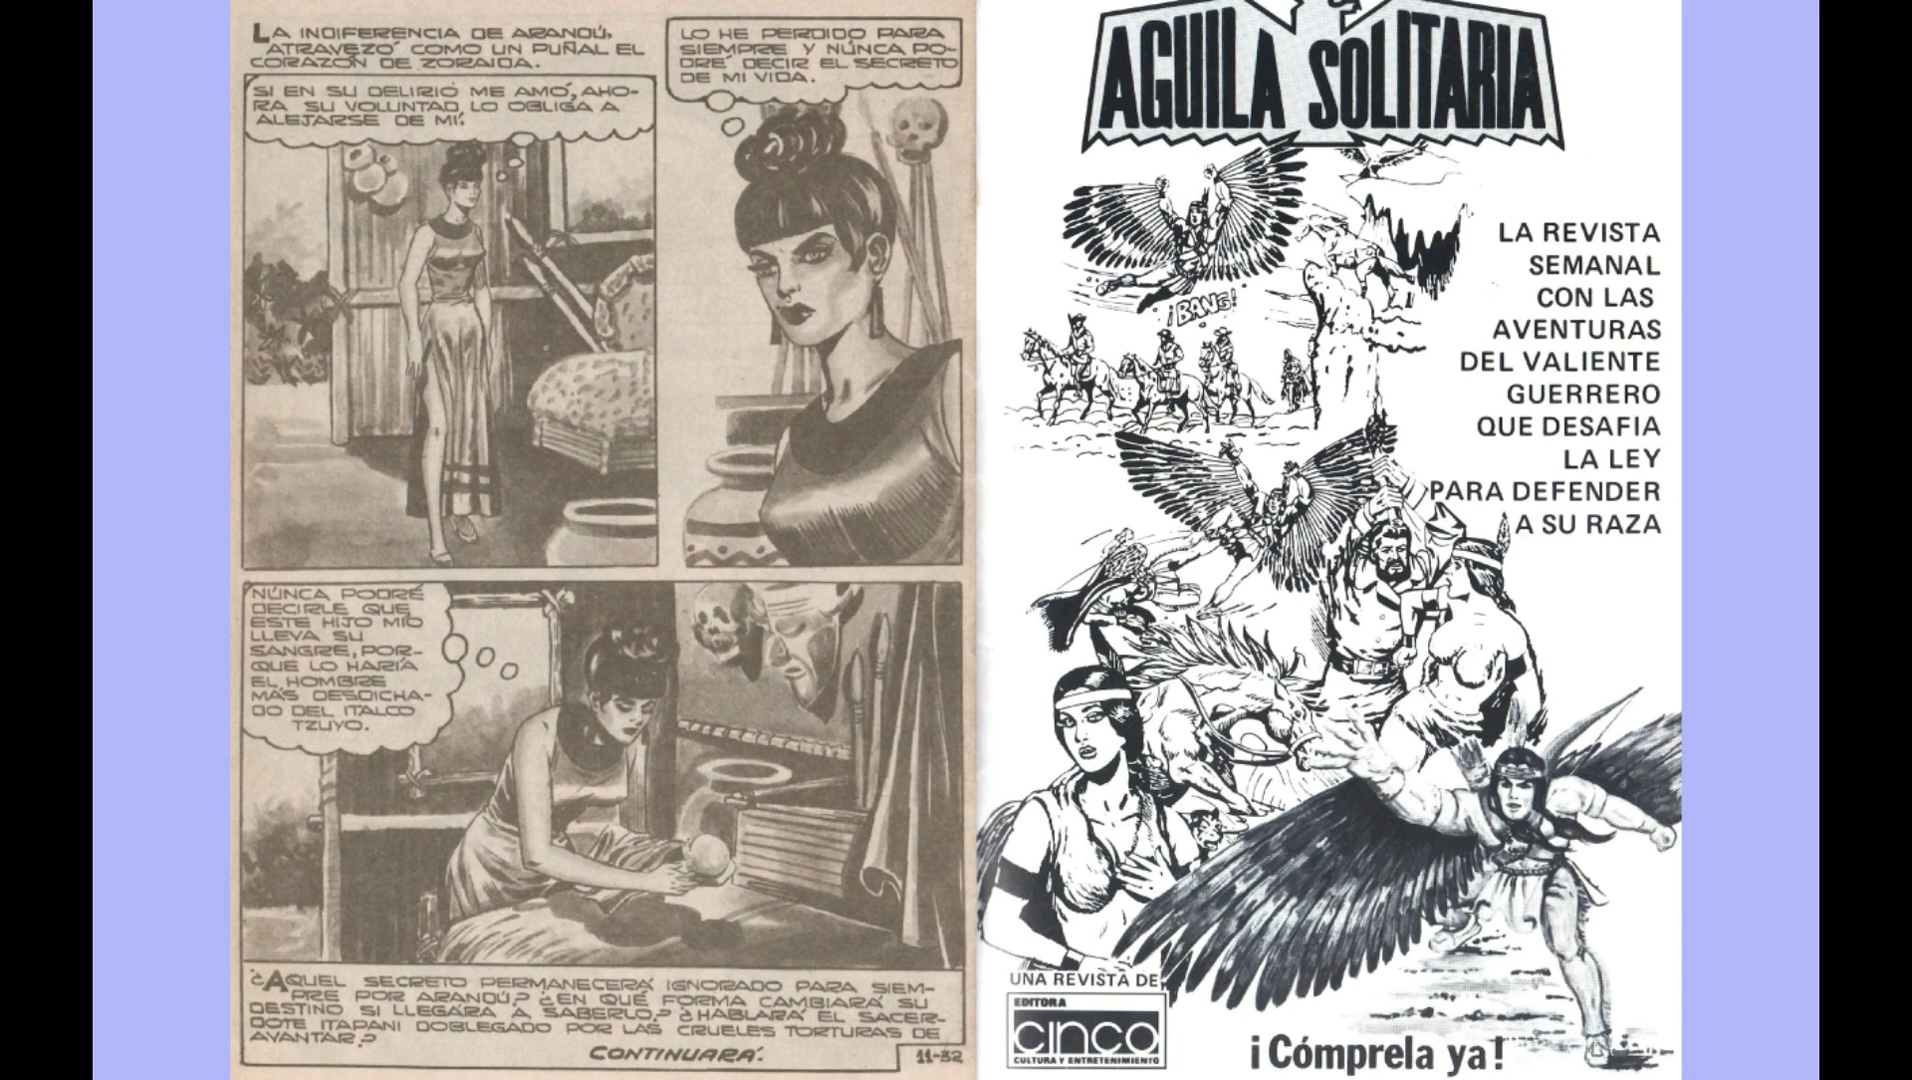 LA INDIFERENCIA DE ARANDÚ,
ATRAVEZÓ COMO UN PUÑAL EL
CORAZÓN DE ZORAIDA.
SI EN SU DELIRIÓ ME AMÓ, AHO-
RA SU VOLUNTAD, LO OBLIGA A
ALEJARSE DE MÍ.
LO HE PERDIDO PARA
SIEMPRE Y NÚNCA PO-
DRÉ DECIR EL SECRETO
DE MI VIDA.
NÚNCA PODRÉ
DECIRLE QUE
ESTE HIJO MÍO
LLEVA SU
SANGRE, POR-
QUE LO HARÍA
EL HOMBRE
MÁS DESDICHA-
DO DEL ITALCO
TZUYO.
¿AQUEL SECRETO PERMANECERÁ IGNORADO PARA SIEM-
PRE POR ARANDÚ? ¿EN QUÉ FORMA CAMBIARÁ SU
DESTINO SI LLEGARA A SABERLO? ¿HABLARÁ EL SACER-
DOTE ITAPANI DOBLEGADO POR LAS CRUELES TORTURAS DE
AVANTAR?
CONTINUARÁ.
11-32
AGUILA SOLITARIA
LA REVISTA
SEMANAL
CON LAS
AVENTURAS
DEL VALIENTE
GUERRERO
QUE DESAFIA
LA LEY
PARA DEFENDER
A SU RAZA
¡BANG!
UNA REVISTA DE
EDITORA
CINCO
CULTURA Y ENTRETENIMIENTO
¡Cómprela ya!